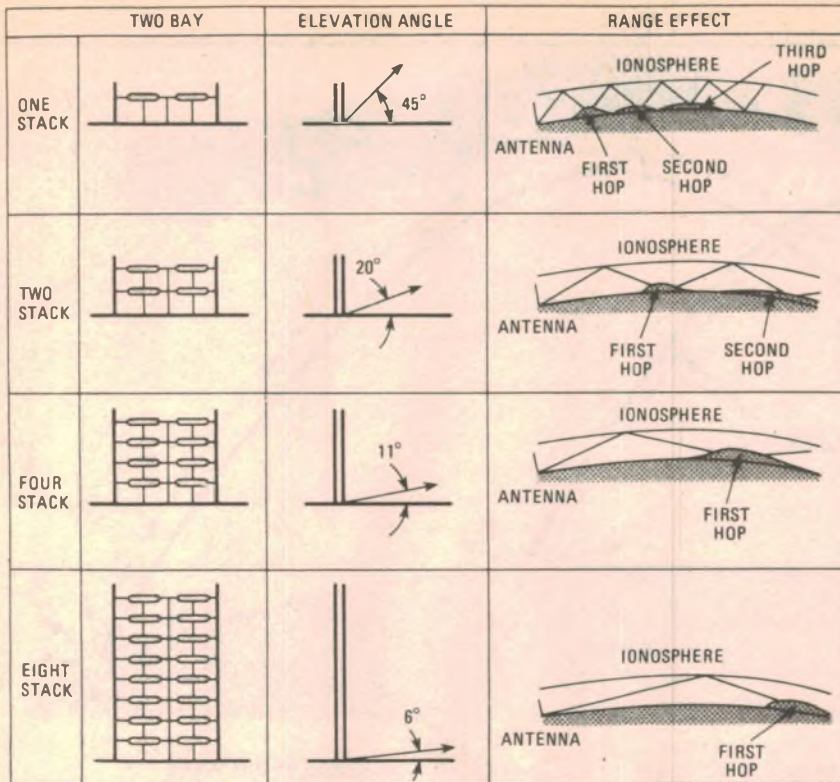 TWO BAY
ELEVATION ANGLE
RANGE EFFECT
ONE
STACK
45°
IONOSPHERE
THIRD
HOP
ANTENNA
FIRST
HOP
SECOND
HOP
TWO
STACK
20°
IONOSPHERE
ANTENNA
FIRST
HOP
SECOND
HOP
FOUR
STACK
11°
IONOSPHERE
ANTENNA
FIRST
HOP
EIGHT
STACK
6°
IONOSPHERE
ANTENNA
FIRST
HOP